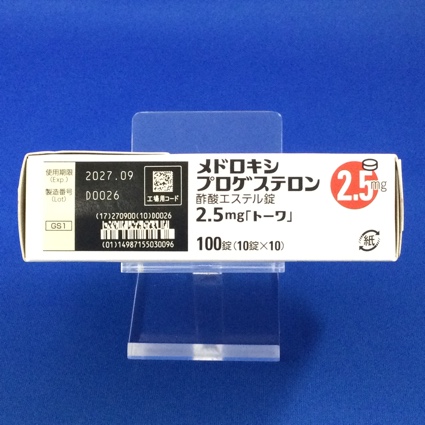 使用期限
(Exp.)
2027.09
製造番号
(Lot)
D0026
工場用コード
GS1
(17)270900(10)D0026
(01)14987155030096
メドロキシ
プロゲステロン
酢酸エステル錠
2.5mg「トーワ」
100錠(10錠×10)
2.5mg
紙